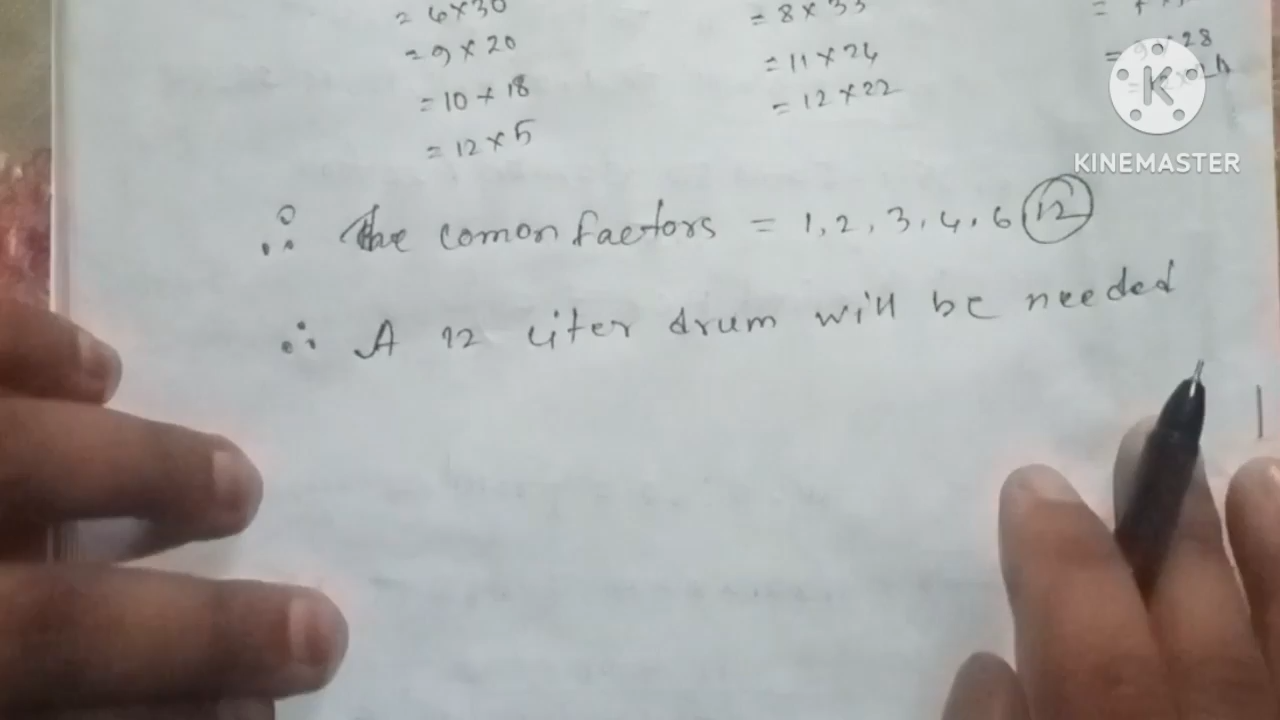 = 6×30
= 8×33
= 9×20
= 11×24
= 10×18
= 12×22
= 12×5
KINEMASTER
∴ The comon factors = 1, 2, 3, 4, 6 12
∴ A 12 liter drum will be needed